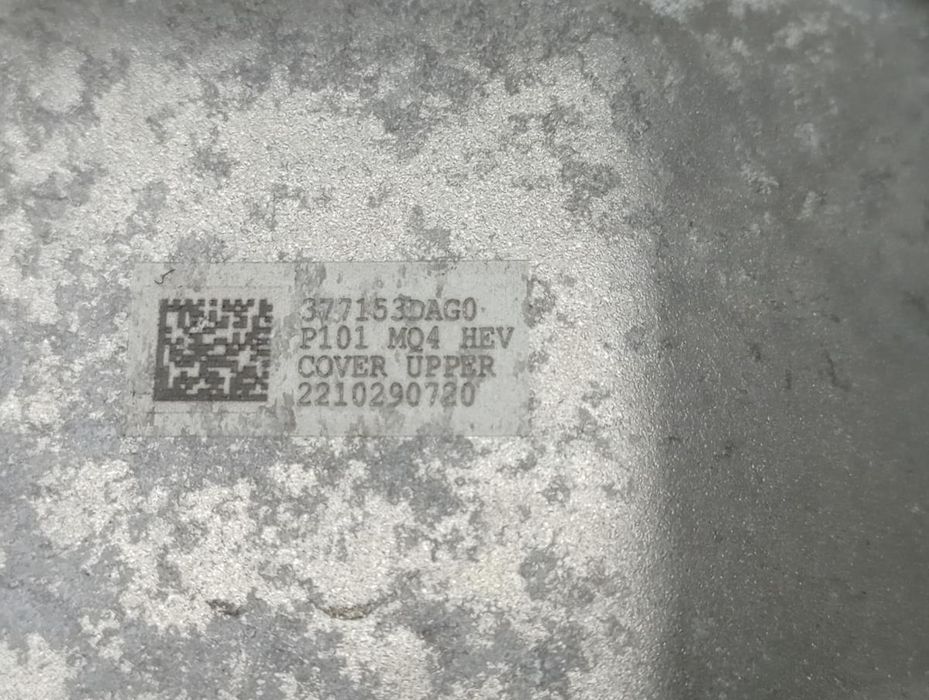 377153DAG0
P101 MQ4 HEV
COVER UPPER
2210290720